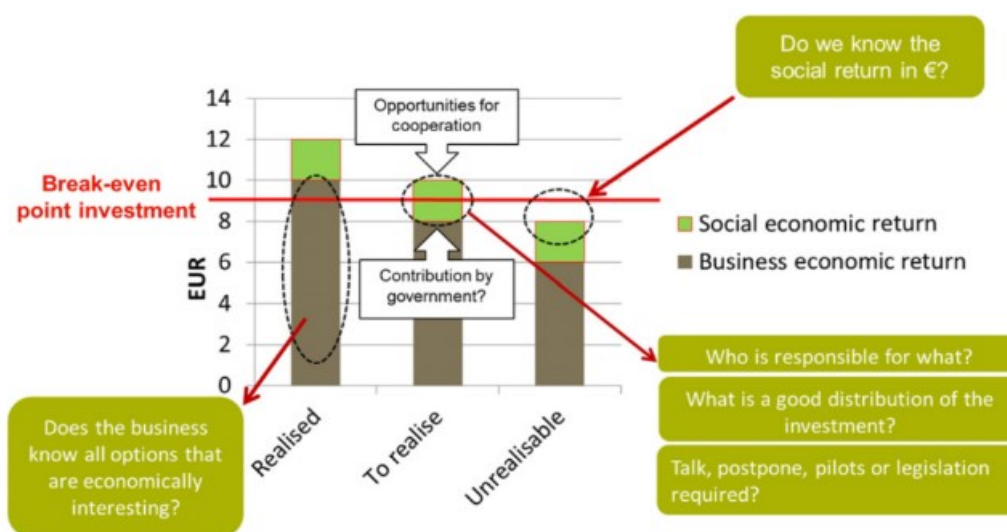 Do we know the
social return in €?
14
12
10
8
6
4
2
0
EUR
Break-even
point investment
Opportunities for
cooperation
Contribution by
government?
Social economic return
Business economic return
Realised
To realise
Unrealisable
Does the business
know all options that
are economically
interesting?
Who is responsible for what?
What is a good distribution of the
investment?
Talk, postpone, pilots or legislation
required?